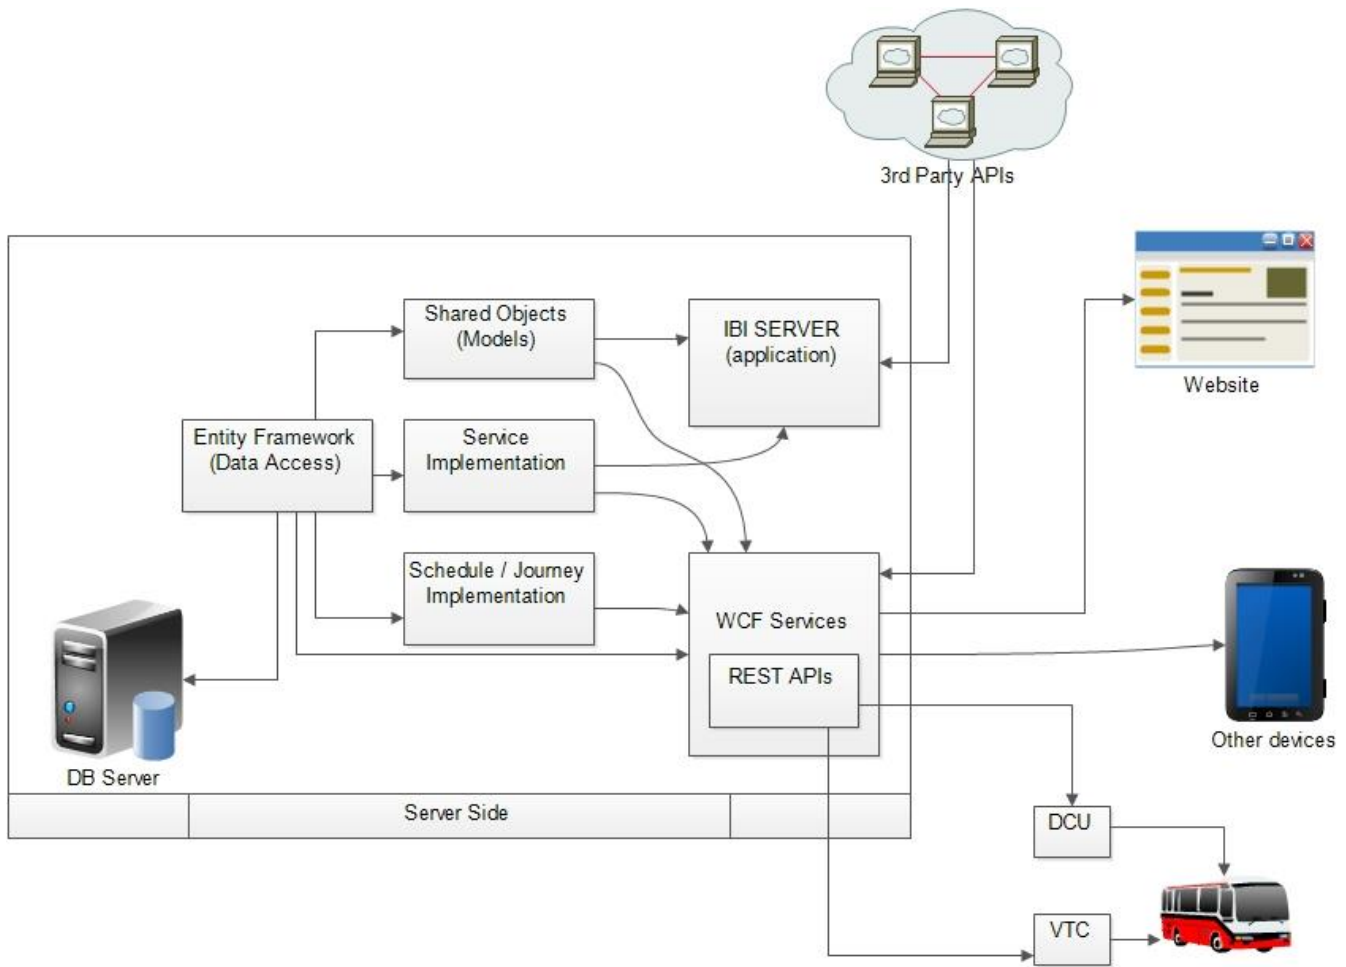 3rd Party APIs
Shared Objects
(Models)
IBI SERVER
(application)
Website
Entity Framework
(Data Access)
Service
Implementation
Schedule / Journey
Implementation
WCF Services
REST APIs
Other devices
DB Server
Server Side
DCU
VTC